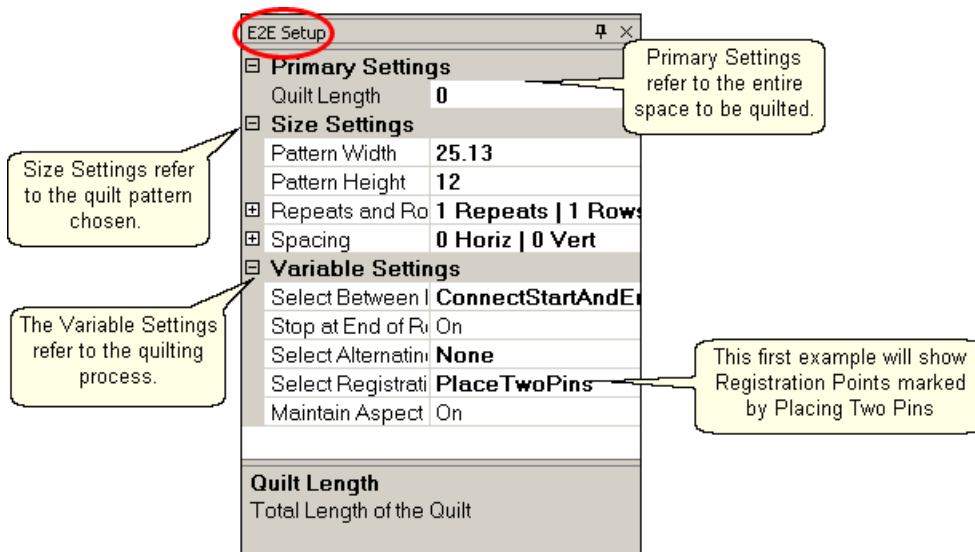 E2E Setup
Primary Settings
Quilt Length 0
Size Settings
Pattern Width 25.13
Pattern Height 12
Repeats and Ro 1 Repeats | 1 Rows
Spacing 0 Horiz | 0 Vert
Variable Settings
Select Between ConnectStartAndEn
Stop at End of R On
Select Alternatin None
Select Registrati PlaceTwoPins
Maintain Aspect On
Quilt Length
Total Length of the Quilt
Primary Settings
refer to the entire
space to be quilted.
Size Settings refer
to the quilt pattern
chosen.
The Variable Settings
refer to the quilting
process.
This first example will show
Registration Points marked
by Placing Two Pins